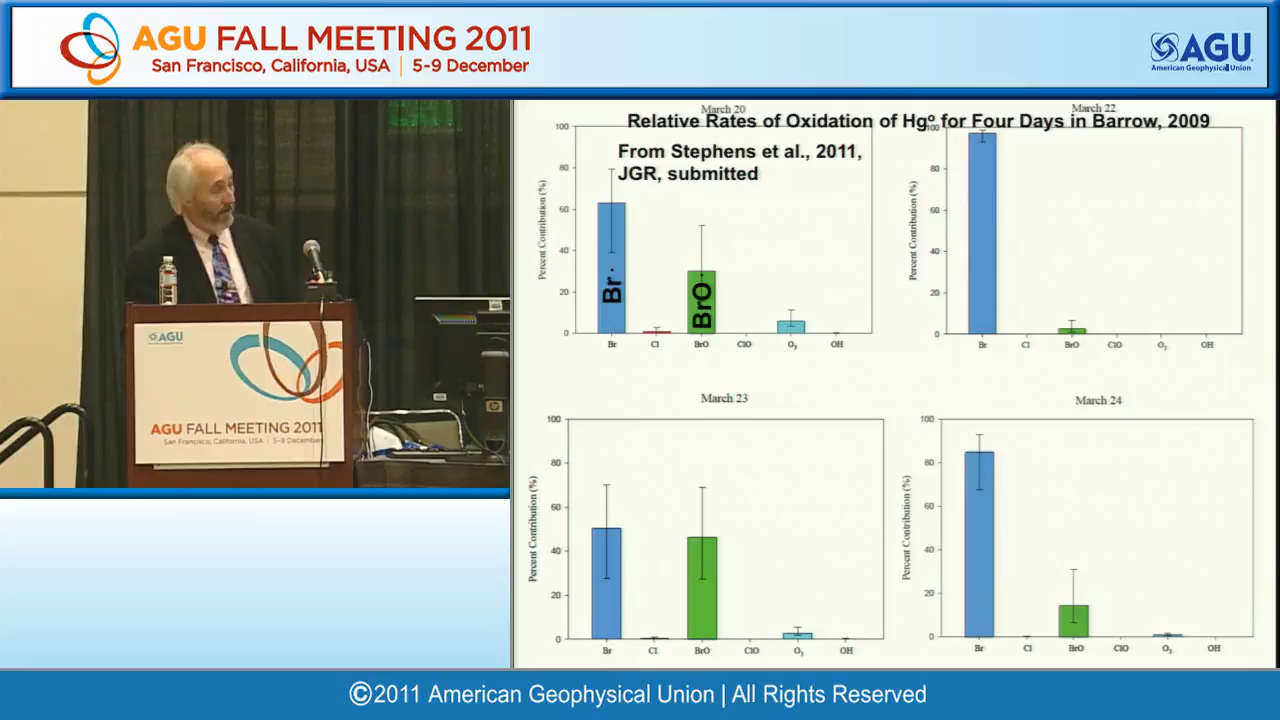 AGU FALL MEETING 2011
San Francisco, California, USA | 5-9 December
AGU
American Geophysical Union
AGU
AGU FALL MEETING 2011
San Francisco, California, USA | 5-9 December
Relative Rates of Oxidation of Hgº for Four Days in Barrow, 2009
From Stephens et al., 2011,
JGR, submitted
March 20
Percent Contribution (%)
100
80
60
40
20
0
Br·
BrO·
Br Cl BrO ClO O₃ OH
March 22
Percent Contribution (%)
100
80
60
40
20
0
Br Cl BrO ClO O₃ OH
March 23
Percent Contribution (%)
100
80
60
40
20
0
Br Cl BrO ClO O₃ OH
March 24
Percent Contribution (%)
100
80
60
40
20
0
Br Cl BrO ClO O₃ OH
©2011 American Geophysical Union | All Rights Reserved